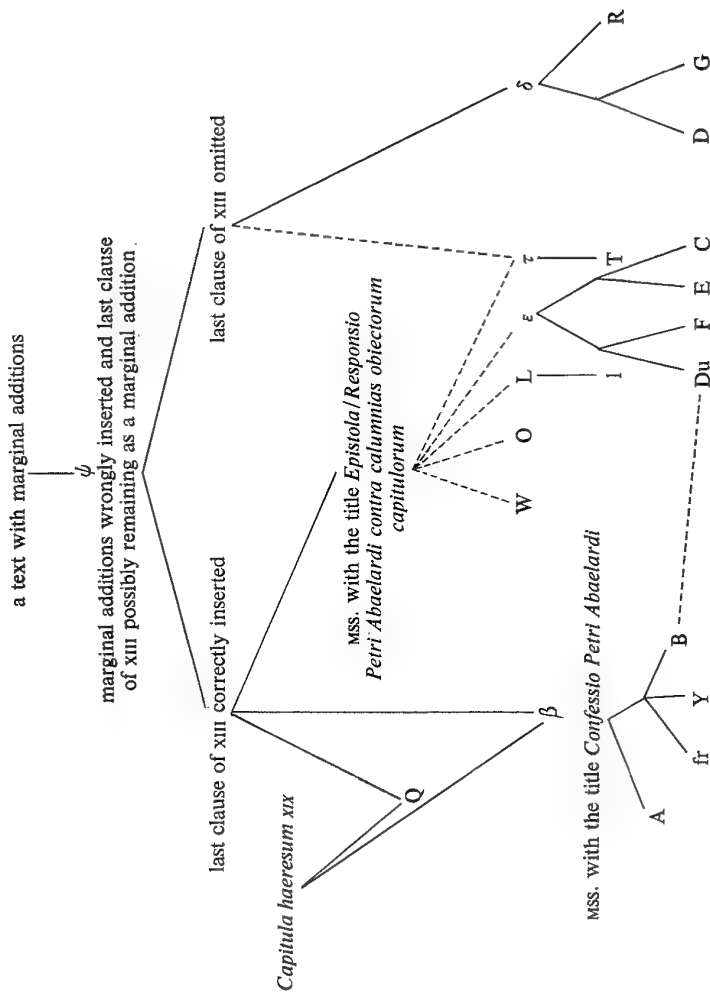 a text with marginal additions
ψ
marginal additions wrongly inserted and last clause
of XIII possibly remaining as a marginal addition
last clause of XIII correctly inserted
last clause of XIII omitted
Capitula haeresum XIX
MSS. with the title Epistola/Responsio
Petri Abaelardi contra calumnias obiectorum
capitulorum
Q
β
W
O
L
ε
τ
δ
l
T
R
MSS. with the title Confessio Petri Abaelardi
A
fr
Y
B
Du
F
E
C
D
G